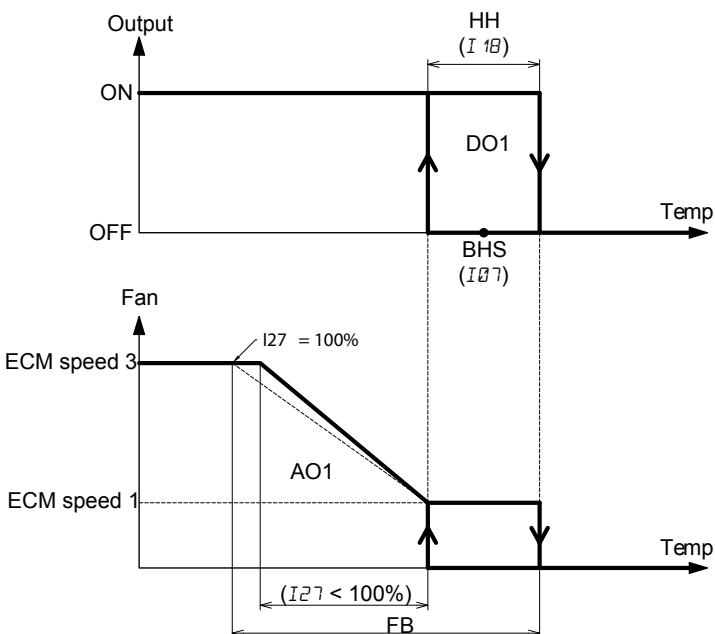 Output
HH
(I18)
ON
DO1
OFF
Temp
BHS
(I07)
Fan
I27 = 100%
ECM speed 3
AO1
ECM speed 1
Temp
(I27 < 100%)
FB